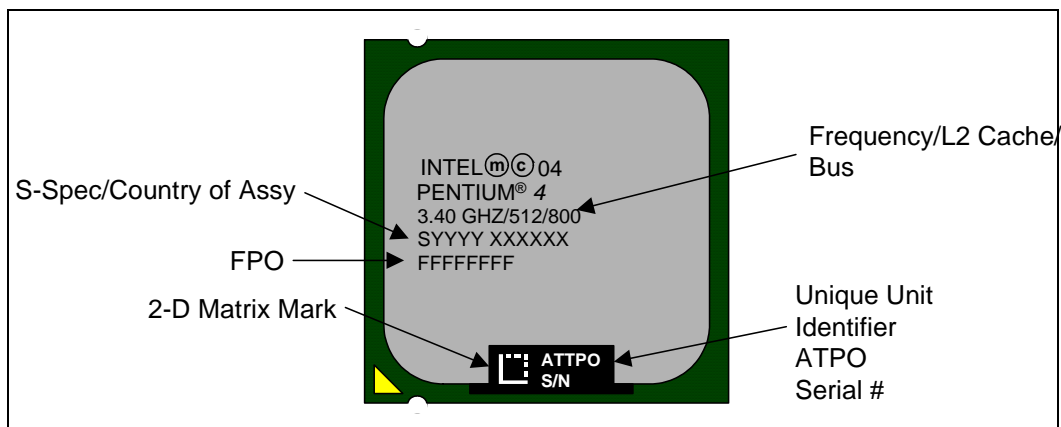 INTEL ⓜⓒ '04
PENTIUM® 4
3.40 GHZ/512/800
SYYYY XXXXXX
FFFFFFFF
ATTPO
S/N
S-Spec/Country of Assy
FPO
2-D Matrix Mark
Frequency/L2 Cache/
Bus
Unique Unit
Identifier
ATPO
Serial #